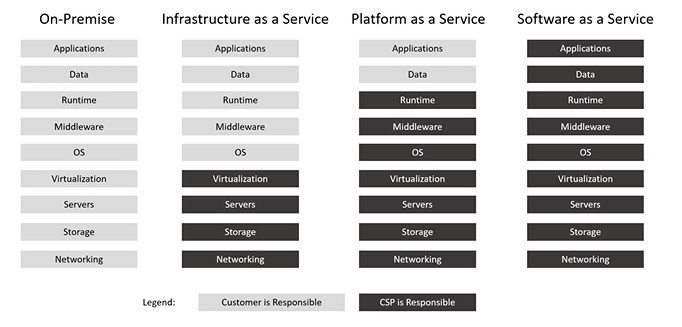 On-Premise
Applications
Data
Runtime
Middleware
OS
Virtualization
Servers
Storage
Networking
Infrastructure as a Service
Applications
Data
Runtime
Middleware
OS
Virtualization
Servers
Storage
Networking
Platform as a Service
Applications
Data
Runtime
Middleware
OS
Virtualization
Servers
Storage
Networking
Software as a Service
Applications
Data
Runtime
Middleware
OS
Virtualization
Servers
Storage
Networking
Legend:
Customer is Responsible
CSP is Responsible